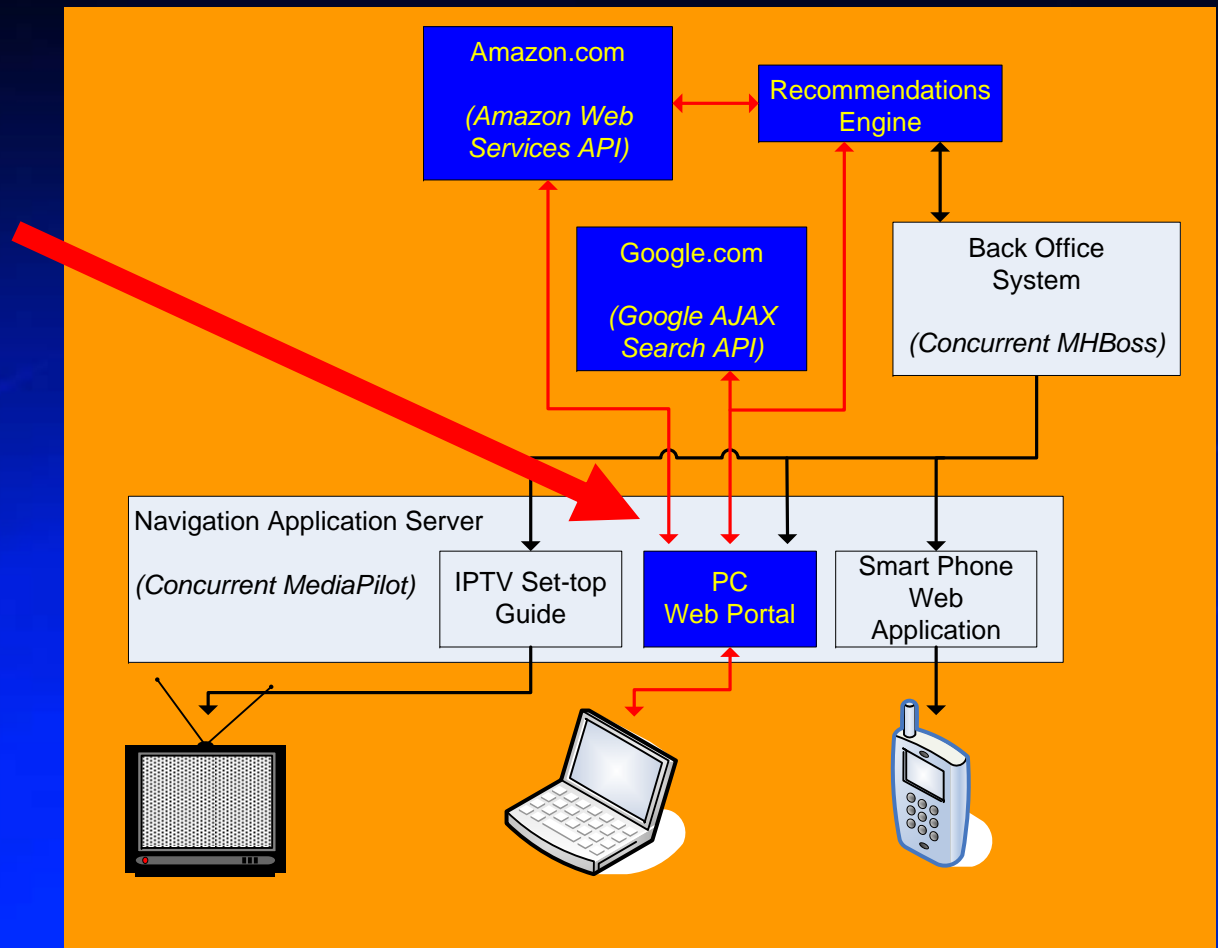 Amazon.com
(Amazon Web
Services API)
Recommendations
Engine
Google.com
(Google AJAX
Search API)
Back Office
System
(Concurrent MHBoss)
Navigation Application Server
(Concurrent MediaPilot)
IPTV Set-top
Guide
PC
Web Portal
Smart Phone
Web
Application